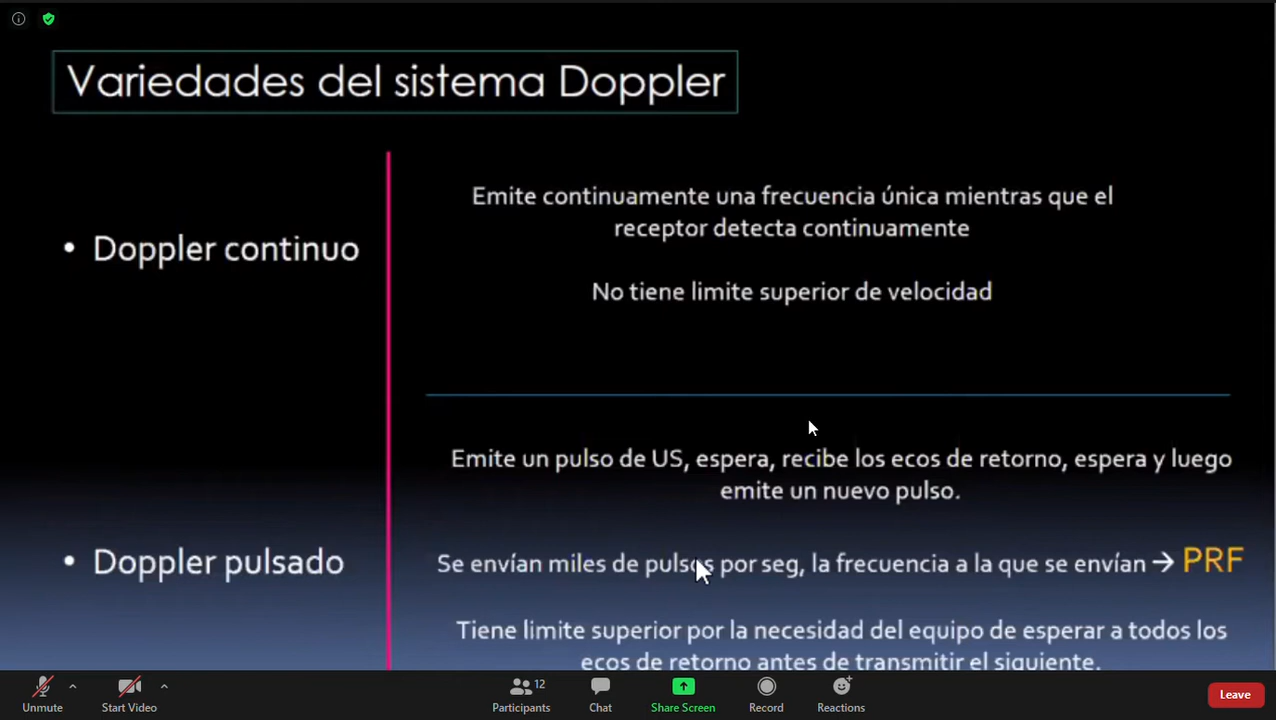 Variedades del sistema Doppler
Emite continuamente una frecuencia única mientras que el
receptor detecta continuamente
• Doppler continuo
No tiene limite superior de velocidad
Emite un pulso de US, espera, recibe los ecos de retorno, espera y luego
emite un nuevo pulso.
• Doppler pulsado
Se envían miles de pulsos por seg, la frecuencia a la que se envían → PRF
Tiene limite superior por la necesidad del equipo de esperar a todos los
ecos de retorno antes de transmitir el siguiente.
Unmute
Start Video
Participants
12
Chat
Share Screen
Record
Reactions
Leave